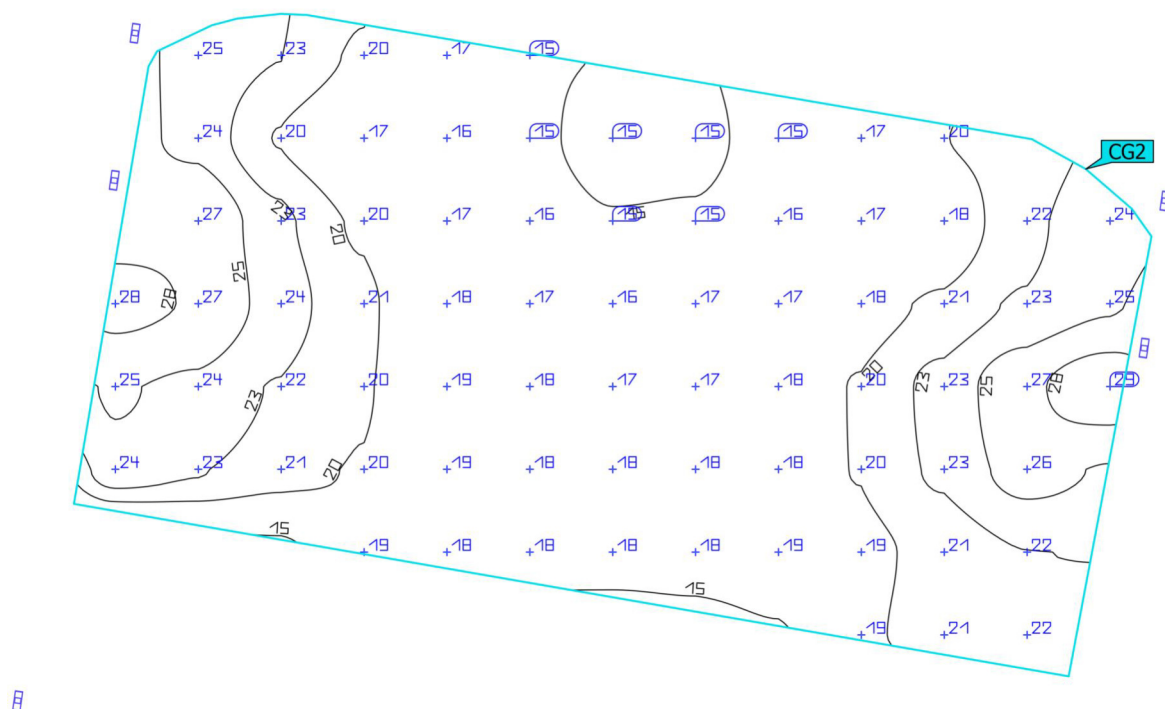 25 23 20 17 15
24 20 17 16 15 15 15 15 17 20
CG2
27 23 23 20 17 16 15 15 15 16 17 18 22 24
20
25
28 28 27 24 21 18 17 16 17 17 18 21 23 25
25 24 22 20 19 18 17 17 18 20 20 23 23 25 27 28 29
23
24 23 21 20 20 19 18 18 18 18 20 23 26
15
19 18 18 18 18 19 19 21 22
15
19 21 22